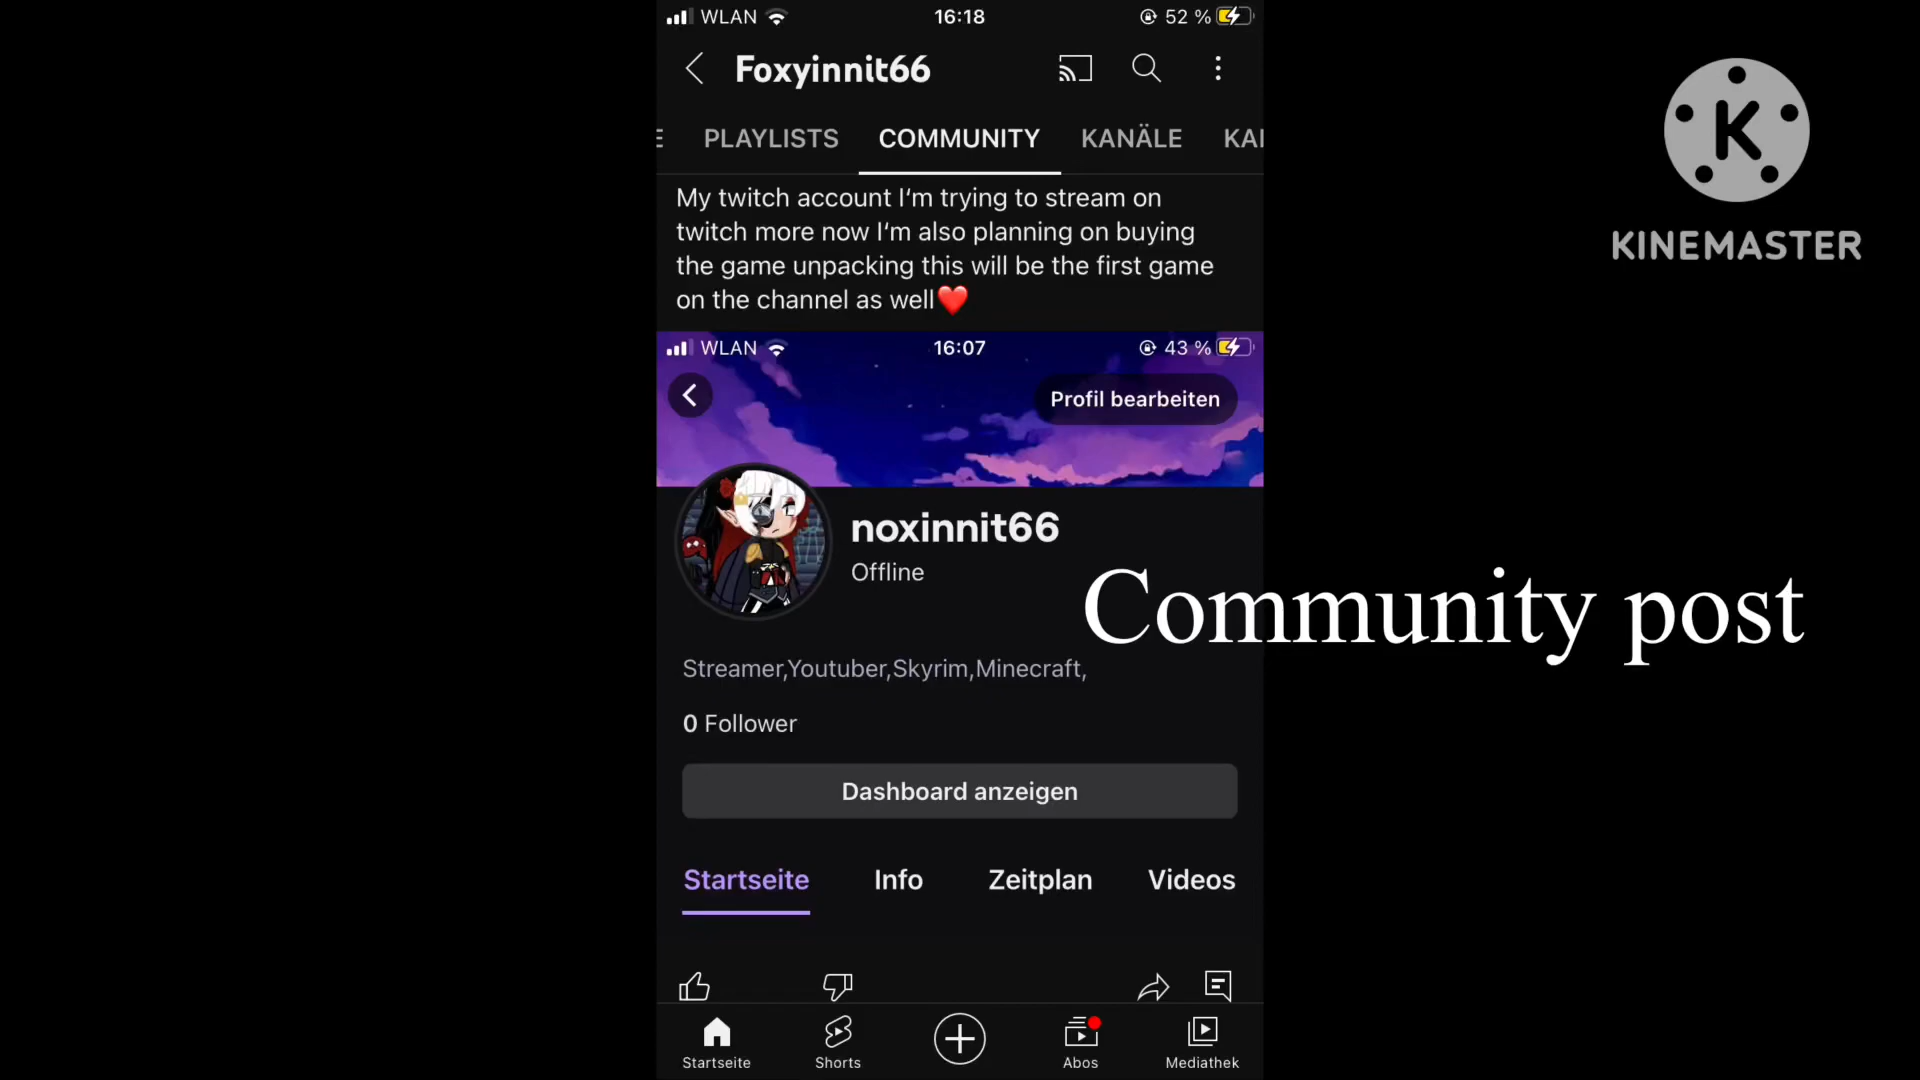 WLAN 16:18 52 %
Foxyinnit66
E PLAYLISTS COMMUNITY KANÄLE KAI
My twitch account I'm trying to stream on
twitch more now I'm also planning on buying
the game unpacking this will be the first game
on the channel as well❤️
WLAN 16:07 43 %
Profil bearbeiten
noxinnit66
Offline
Streamer,Youtuber,Skyrim,Minecraft,
0 Follower
Dashboard anzeigen
Startseite Info Zeitplan Videos
Startseite Shorts Abos Mediathek
Community post
K
KINEMASTER